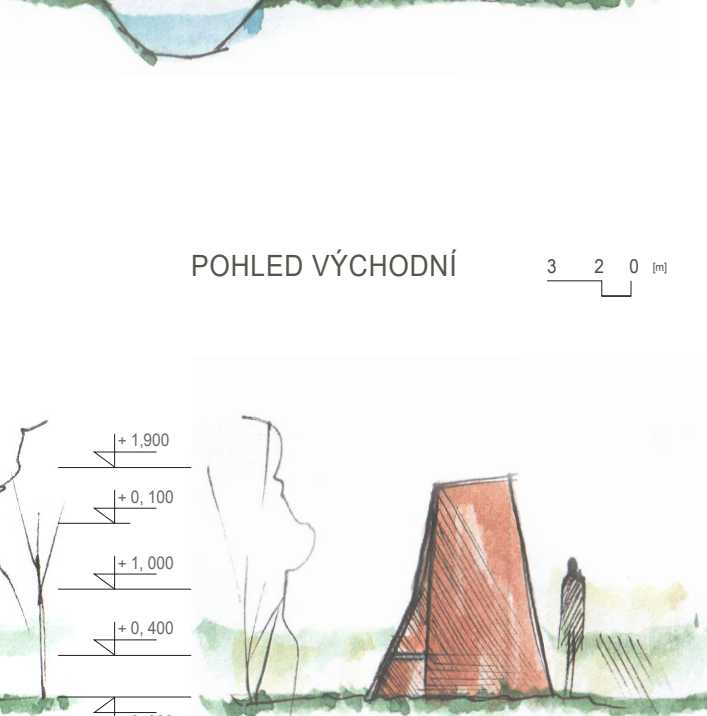 POHLED VÝCHODNÍ
3 2 0 [m]
+ 1,900
+ 0, 100
+ 1, 000
+ 0, 400